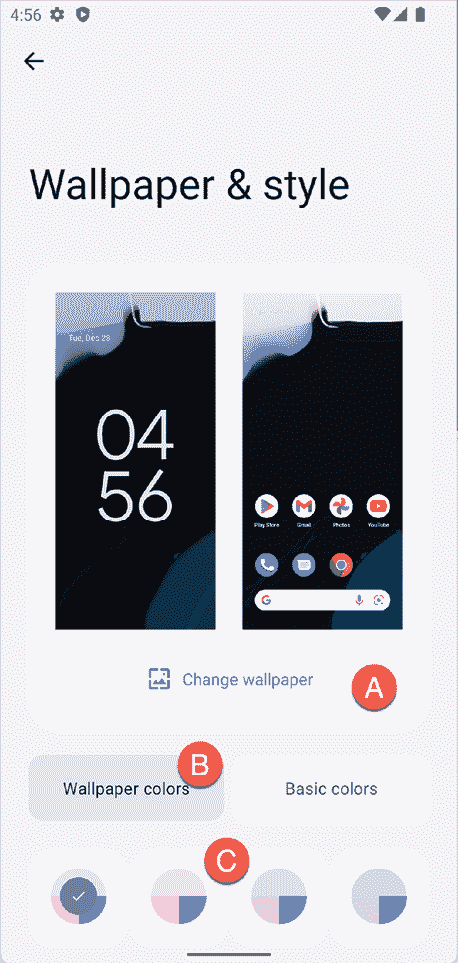 4:56
Wallpaper & style
Tue, Dec 28
04
56
Play Store Gmail Photos YouTube
G
Change wallpaper
A
B
Wallpaper colors Basic colors
C